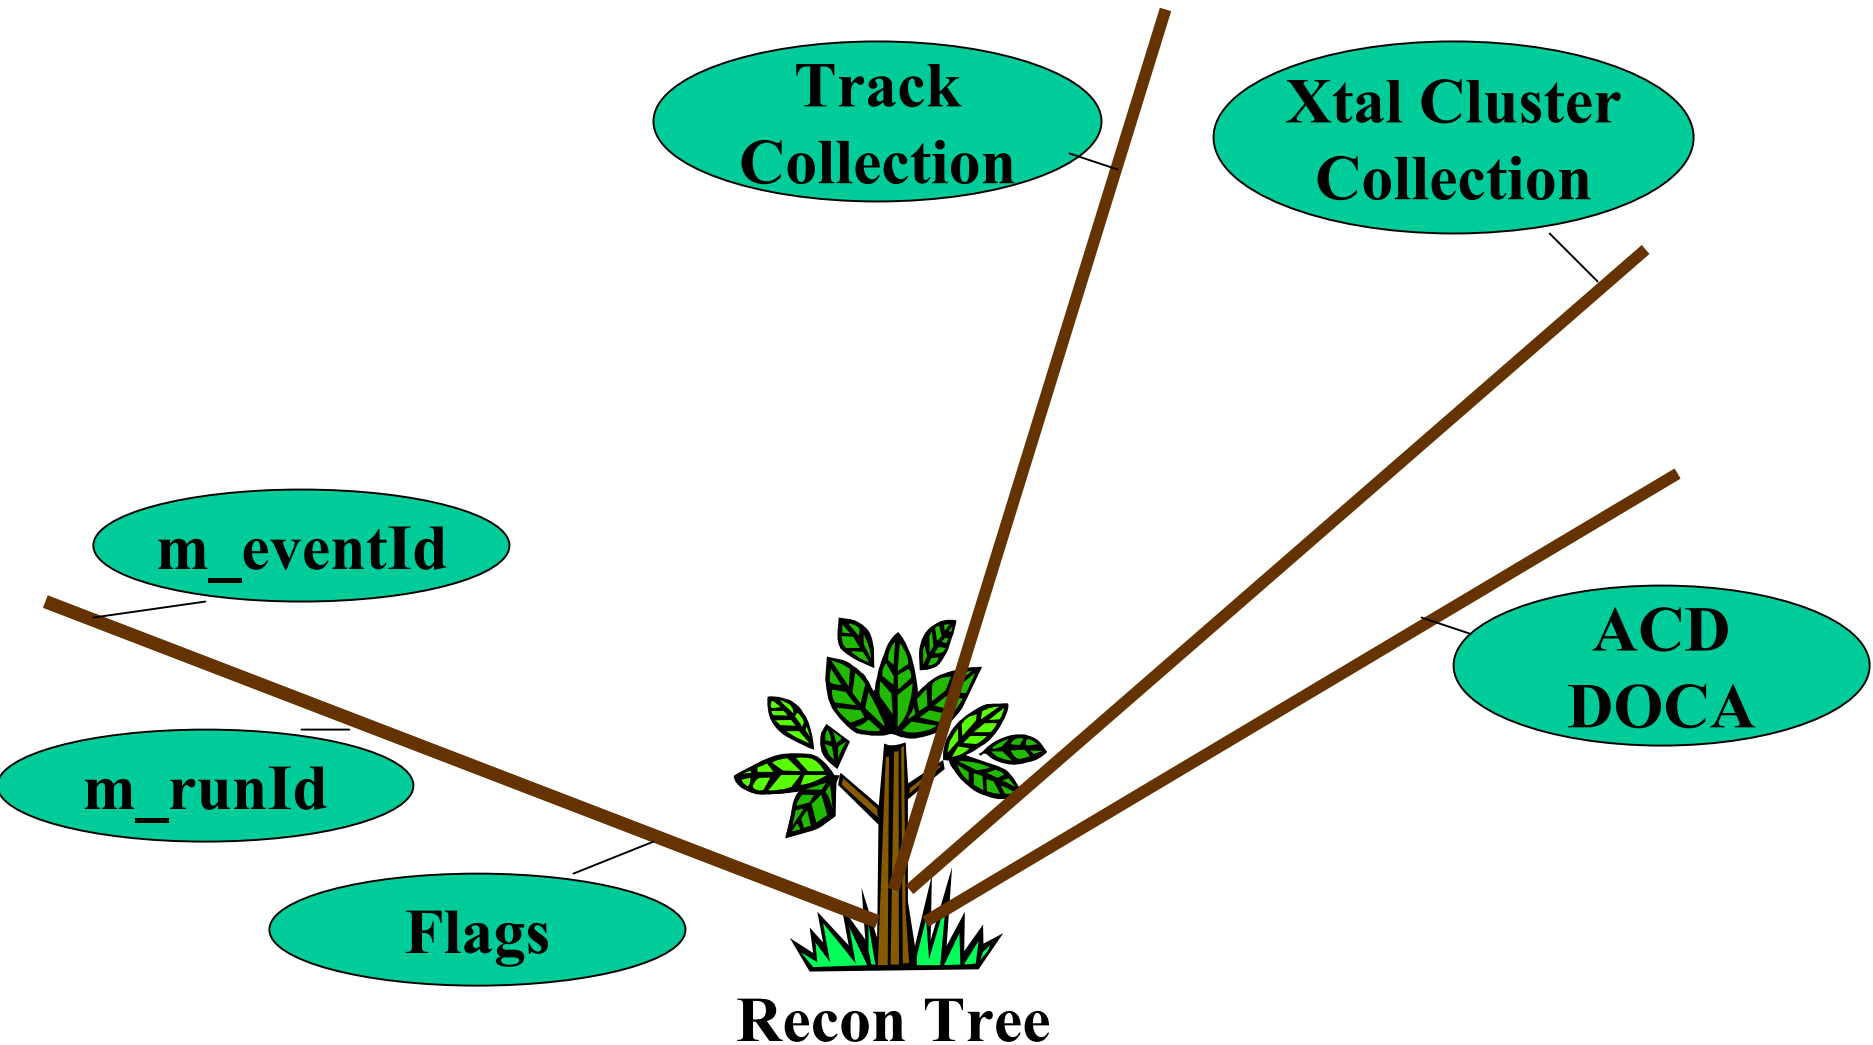 Track
Collection
Xtal Cluster
Collection
m_eventId
ACD
DOCA
m_runId
Flags
Recon Tree